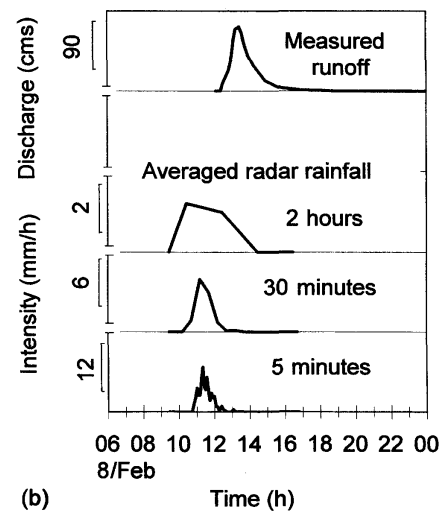 Discharge (cms)
90
Measured
runoff
Averaged radar rainfall
Intensity (mm/h)
2
2 hours
6
30 minutes
12
5 minutes
06 08 10 12 14 16 18 20 22 00
8/Feb
(b)
Time (h)